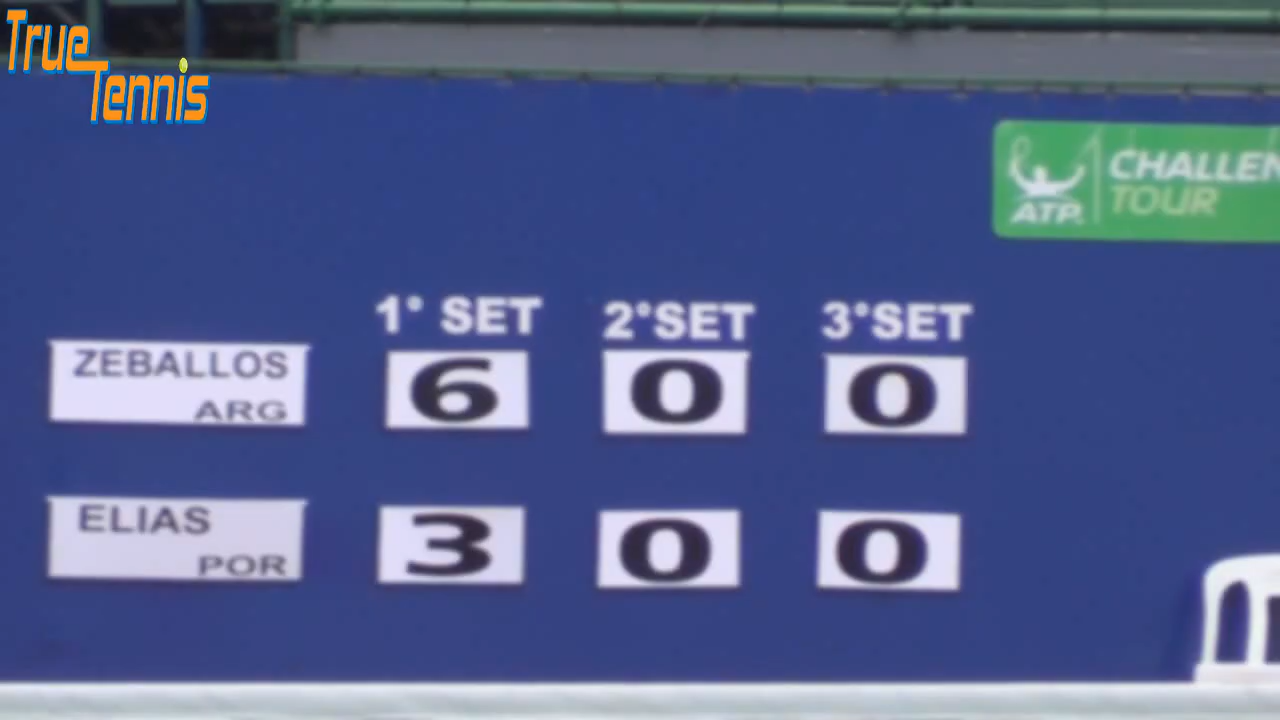 True
Tennis
CHALLEN
TOUR
ATP
1° SET 2°SET 3°SET
ZEBALLOS
ARG
6 0 0
ELIAS
POR
3 0 0